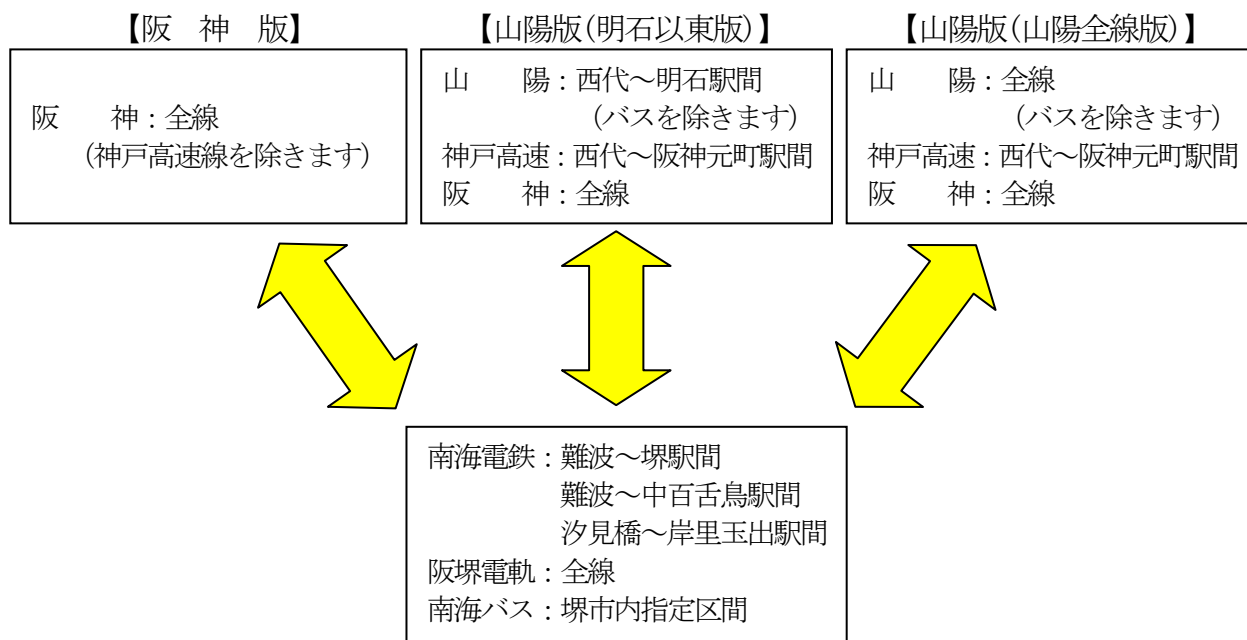 【阪　神　版】
阪　　神：全線
(神戸高速線を除きます)
【山陽版(明石以東版)】
山　　陽：西代～明石駅間
(バスを除きます)
神戸高速：西代～阪神元町駅間
阪　　神：全線
【山陽版(山陽全線版)】
山　　陽：全線
(バスを除きます)
神戸高速：西代～阪神元町駅間
阪　　神：全線
南海電鉄：難波～堺駅間
難波～中百舌鳥駅間
汐見橋～岸里玉出駅間
阪堺電軌：全線
南海バス：堺市内指定区間